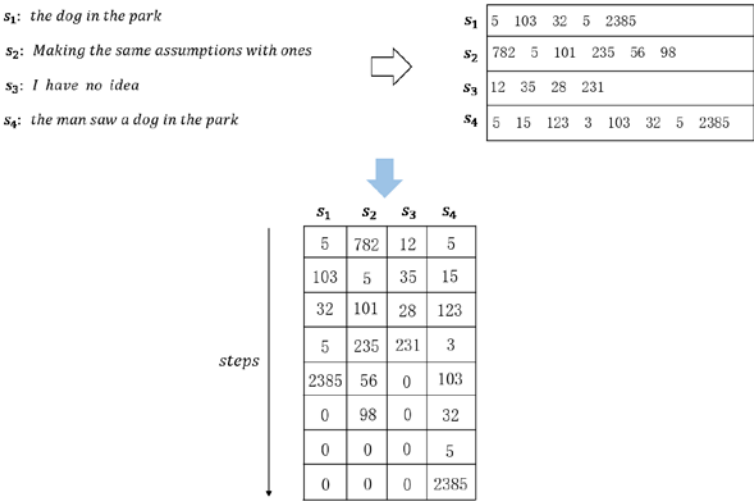 s₁: the dog in the park
s₂: Making the same assumptions with ones
s₃: I have no idea
s₄: the man saw a dog in the park
s₁ 5 103 32 5 2385
s₂ 782 5 101 235 56 98
s₃ 12 35 28 231
s₄ 5 15 123 3 103 32 5 2385
s₁ s₂ s₃ s₄
5 782 12 5
103 5 35 15
32 101 28 123
5 235 231 3
steps
2385 56 0 103
0 98 0 32
0 0 0 5
0 0 0 2385